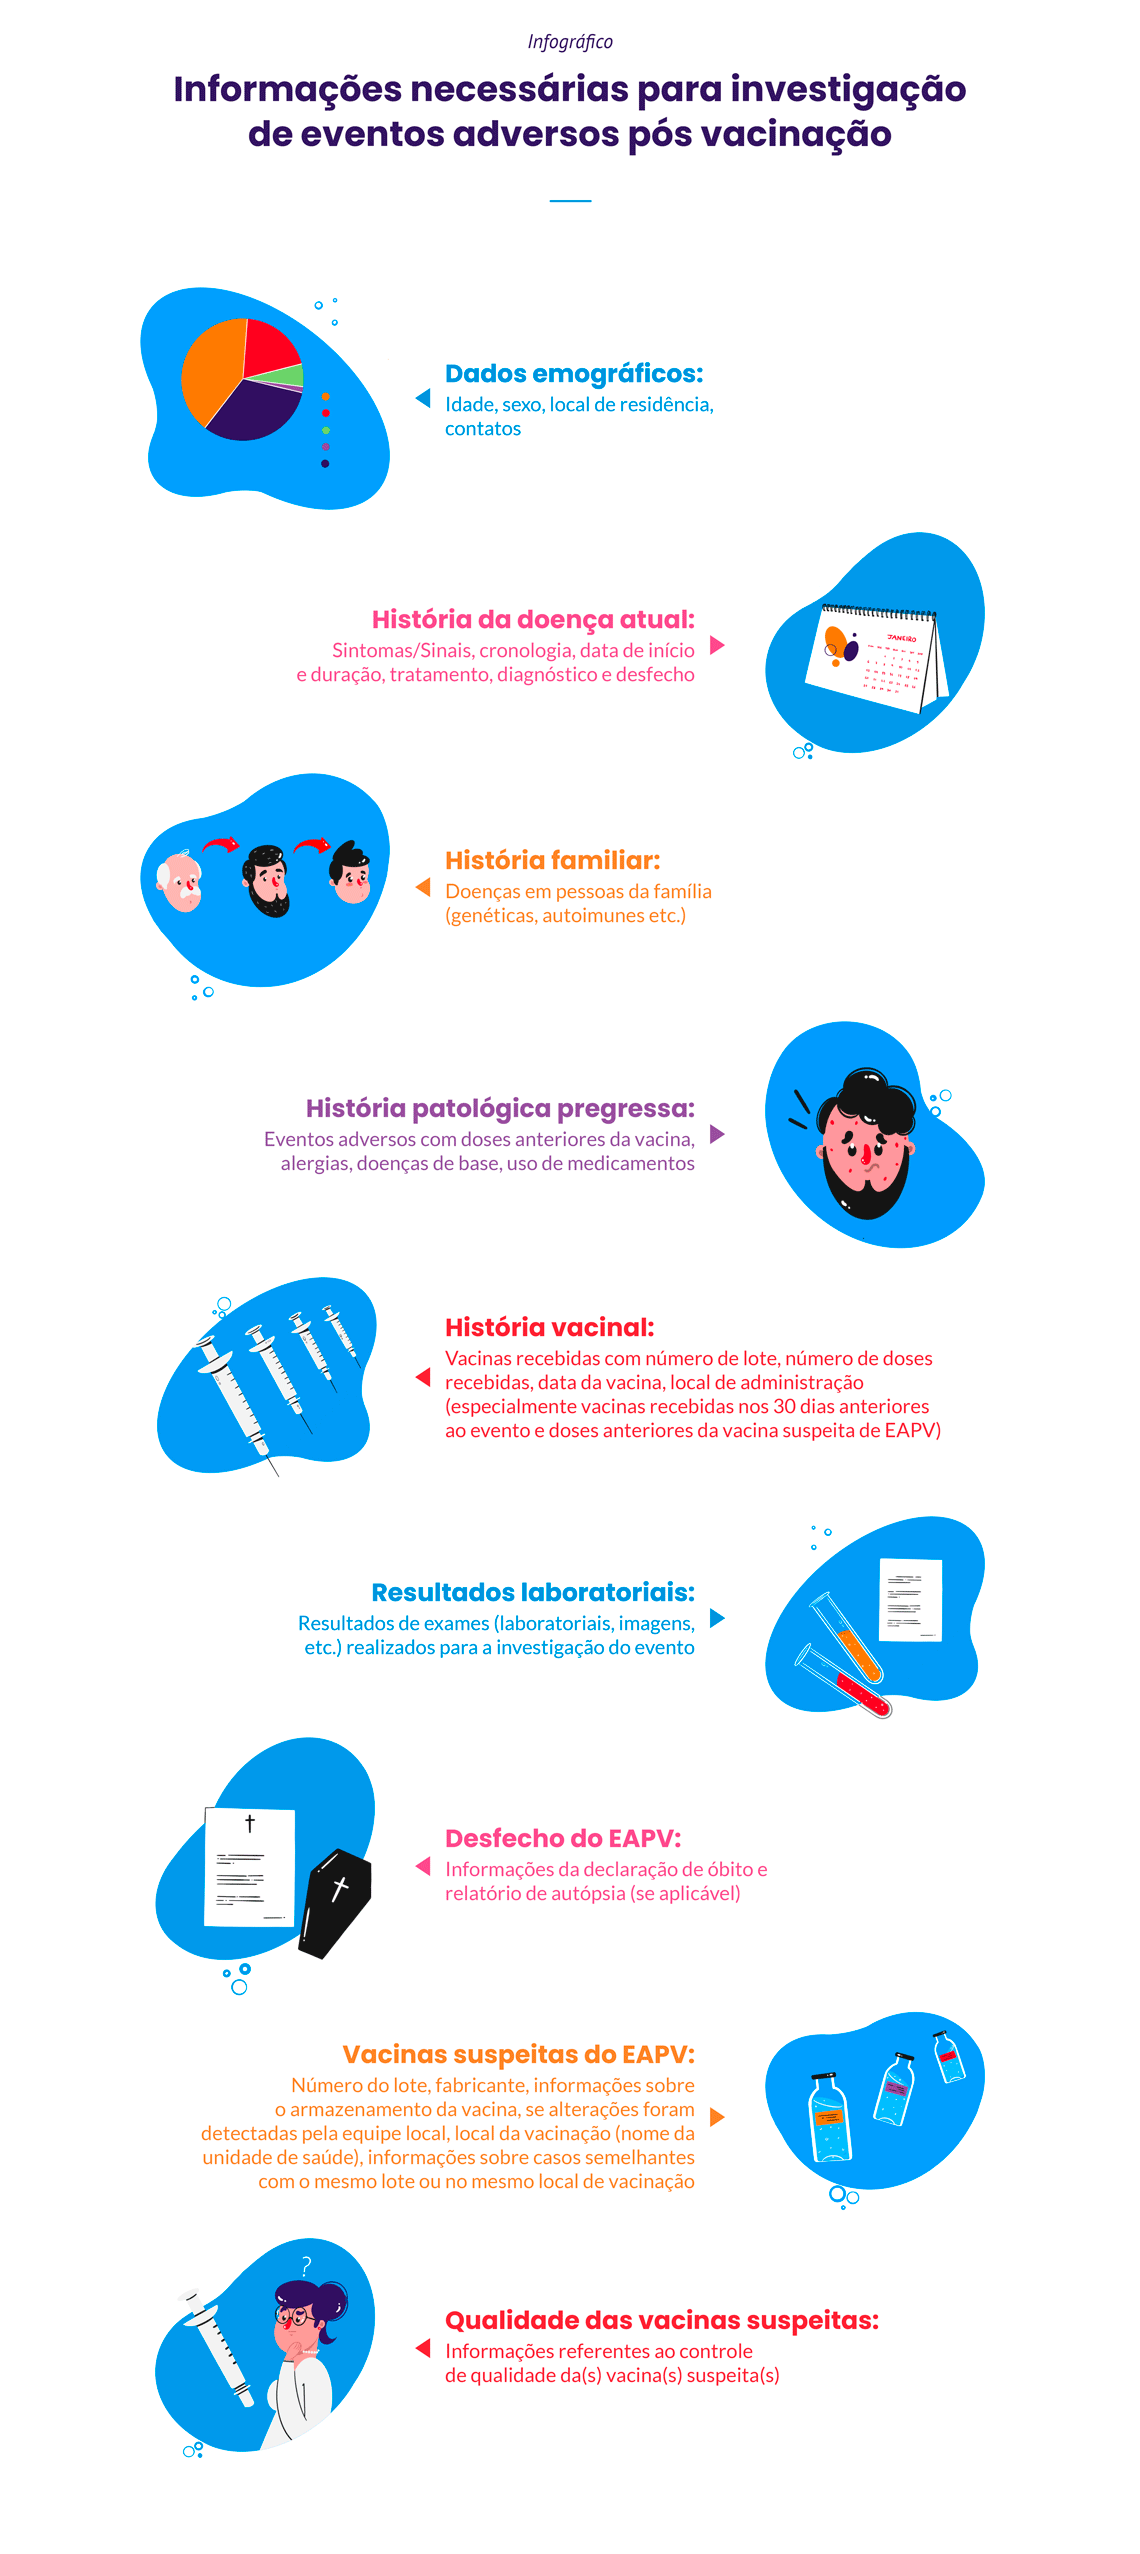 Infográfico
Informações necessárias para investigação
de eventos adversos pós vacinação
Dados emográficos:
Idade, sexo, local de residência,
contatos
História da doença atual:
Sintomas/Sinais, cronologia, data de início
e duração, tratamento, diagnóstico e desfecho
JANEIRO
História familiar:
Doenças em pessoas da família
(genéticas, autoimunes etc.)
História patológica pregressa:
Eventos adversos com doses anteriores da vacina,
alergias, doenças de base, uso de medicamentos
História vacinal:
Vacinas recebidas com número de lote, número de doses
recebidas, data da vacina, local de administração
(especialmente vacinas recebidas nos 30 dias anteriores
ao evento e doses anteriores da vacina suspeita de EAPV)
Resultados laboratoriais:
Resultados de exames (laboratoriais, imagens,
etc.) realizados para a investigação do evento
Desfecho do EAPV:
Informações da declaração de óbito e
relatório de autópsia (se aplicável)
Vacinas suspeitas do EAPV:
Número do lote, fabricante, informações sobre
o armazenamento da vacina, se alterações foram
detectadas pela equipe local, local da vacinação (nome da
unidade de saúde), informações sobre casos semelhantes
com o mesmo lote ou no mesmo local de vacinação
?
Qualidade das vacinas suspeitas:
Informações referentes ao controle
de qualidade da(s) vacina(s) suspeita(s)